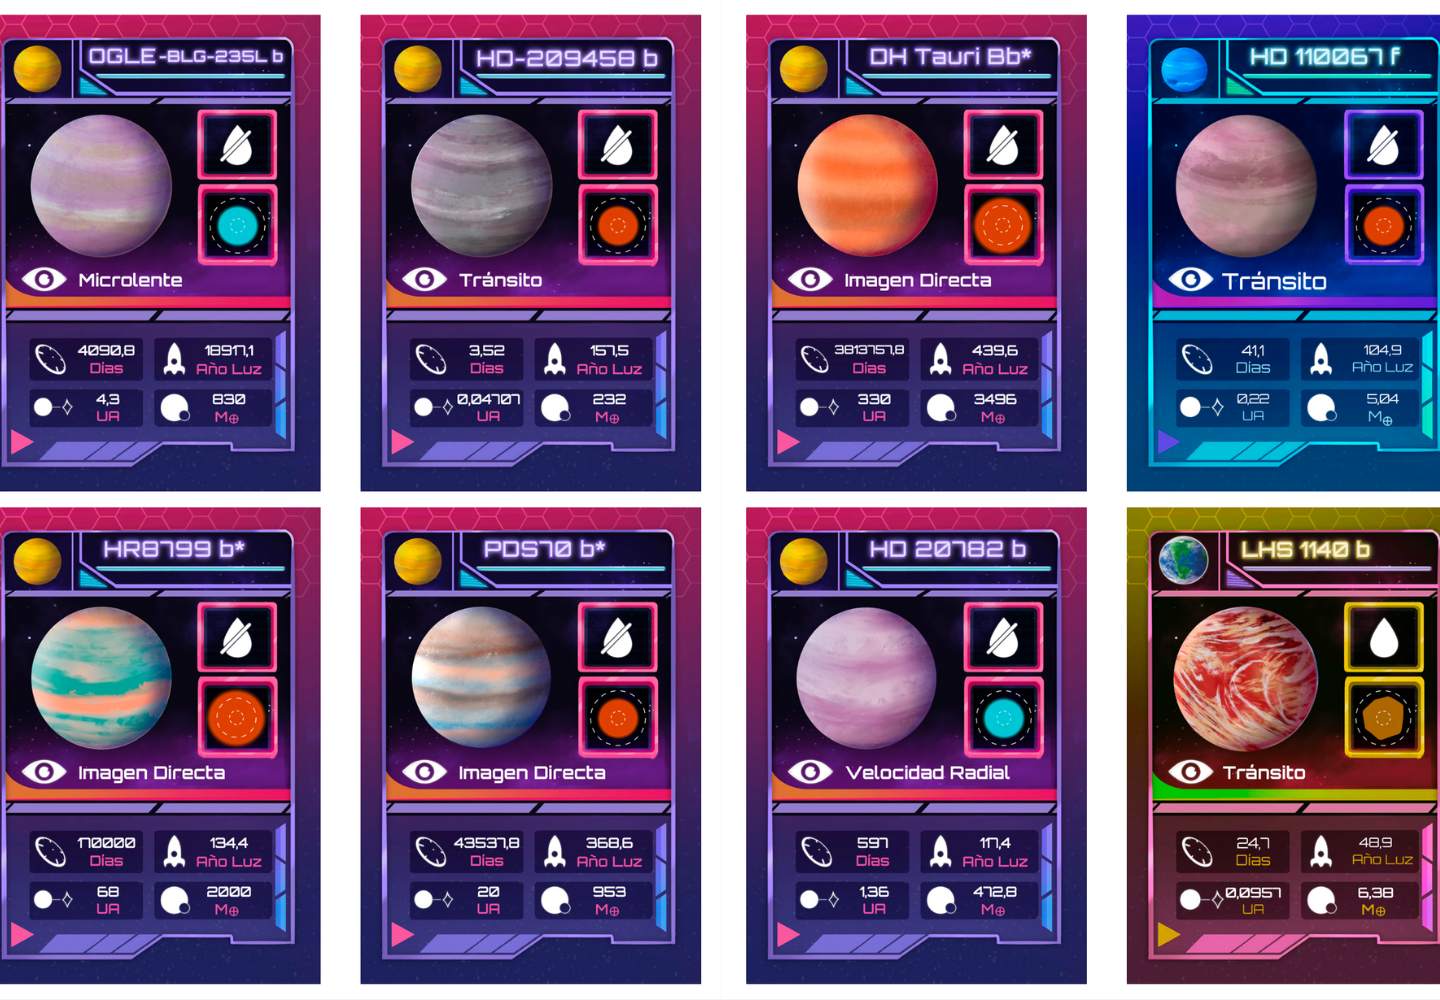 OGLE-BLG-235L b
Microlente
4090,8
Días
18917,1
Año Luz
4,3
UA
830
M⊕
HD-209458 b
Tránsito
3,52
Días
157,5
Año Luz
0,04707
UA
232
M⊕
DH Tauri Bb*
Imagen Directa
3813757,8
Días
439,6
Año Luz
330
UA
3496
M⊕
HD 110067 f
Tránsito
41,1
Días
104,9
Año Luz
0,22
UA
5,04
M⊕
HR8799 b*
Imagen Directa
170000
Días
134,4
Año Luz
68
UA
2000
M⊕
PDS70 b*
Imagen Directa
43537,8
Días
368,6
Año Luz
20
UA
953
M⊕
HD 20782 b
Velocidad Radial
597
Días
117,4
Año Luz
1,36
UA
472,8
M⊕
LHS 1140 b
Tránsito
24,7
Días
48,9
Año Luz
0,0957
UA
6,38
M⊕